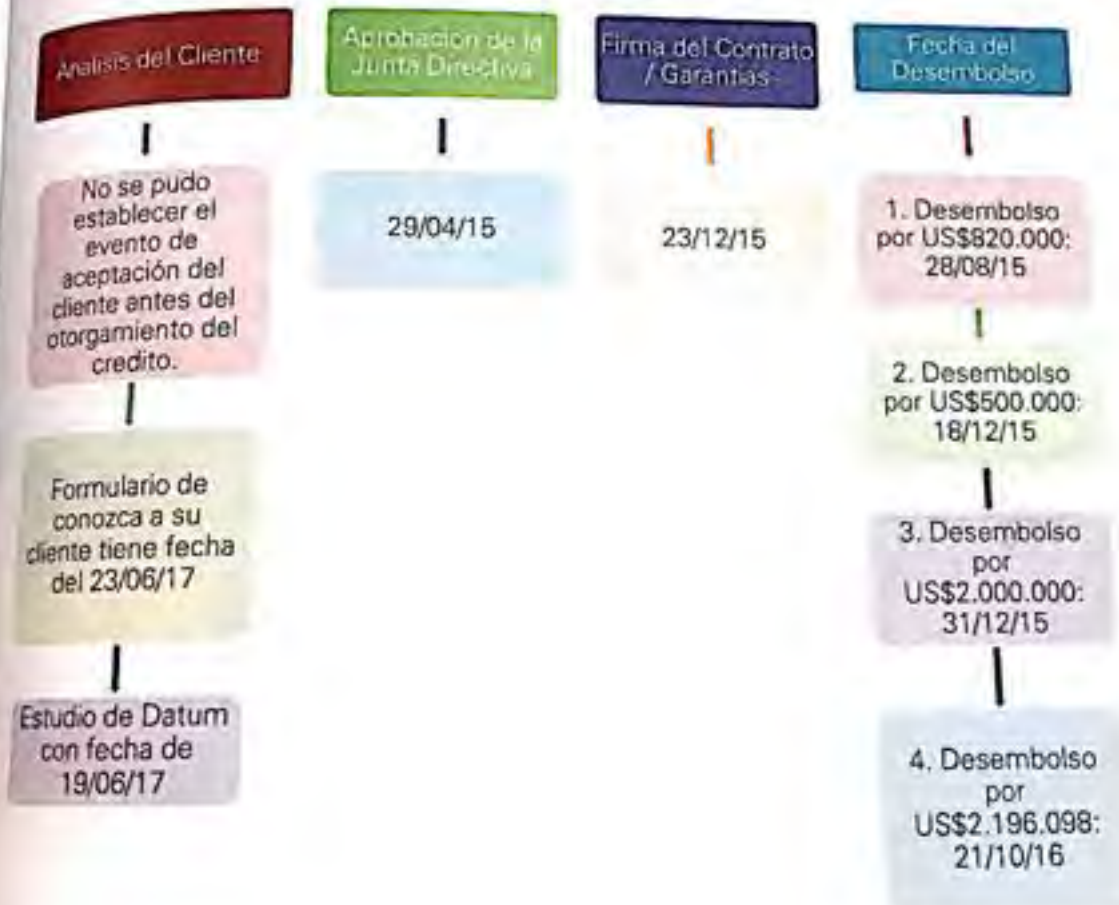 Analisis del Cliente
No se pudo
establecer el
evento de
aceptación del
cliente antes del
otorgamiento del
credito.
Formulario de
conozca a su
cliente tiene fecha
del 23/06/17
Estudio de Datum
con fecha de
19/06/17
Aprobacion de la
Junta Directiva
29/04/15
Firma del Contrato
/ Garantias
23/12/15
Fecha del
Desembolso
1. Desembolso
por US$820.000:
28/08/15
2. Desembolso
por US$500.000:
18/12/15
3. Desembolso
por
US$2.000.000:
31/12/15
4. Desembolso
por
US$2.196.098:
21/10/16